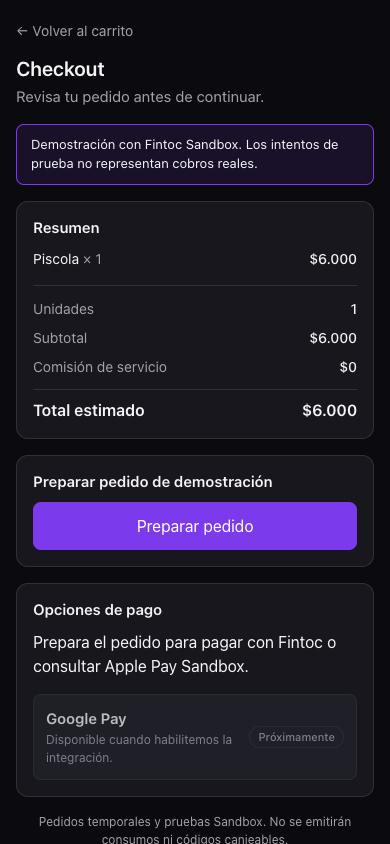 ← Volver al carrito
Checkout
Revisa tu pedido antes de continuar.
Demostración con Fintoc Sandbox. Los intentos de
prueba no representan cobros reales.
Resumen
Piscola × 1 $6.000
Unidades 1
Subtotal $6.000
Comisión de servicio $0
Total estimado $6.000
Preparar pedido de demostración
Preparar pedido
Opciones de pago
Prepara el pedido para pagar con Fintoc o
consultar Apple Pay Sandbox.
Google Pay
Disponible cuando habilitemos la
integración.
Próximamente
Pedidos temporales y pruebas Sandbox. No se emitirán
consumos ni códigos canjeables.